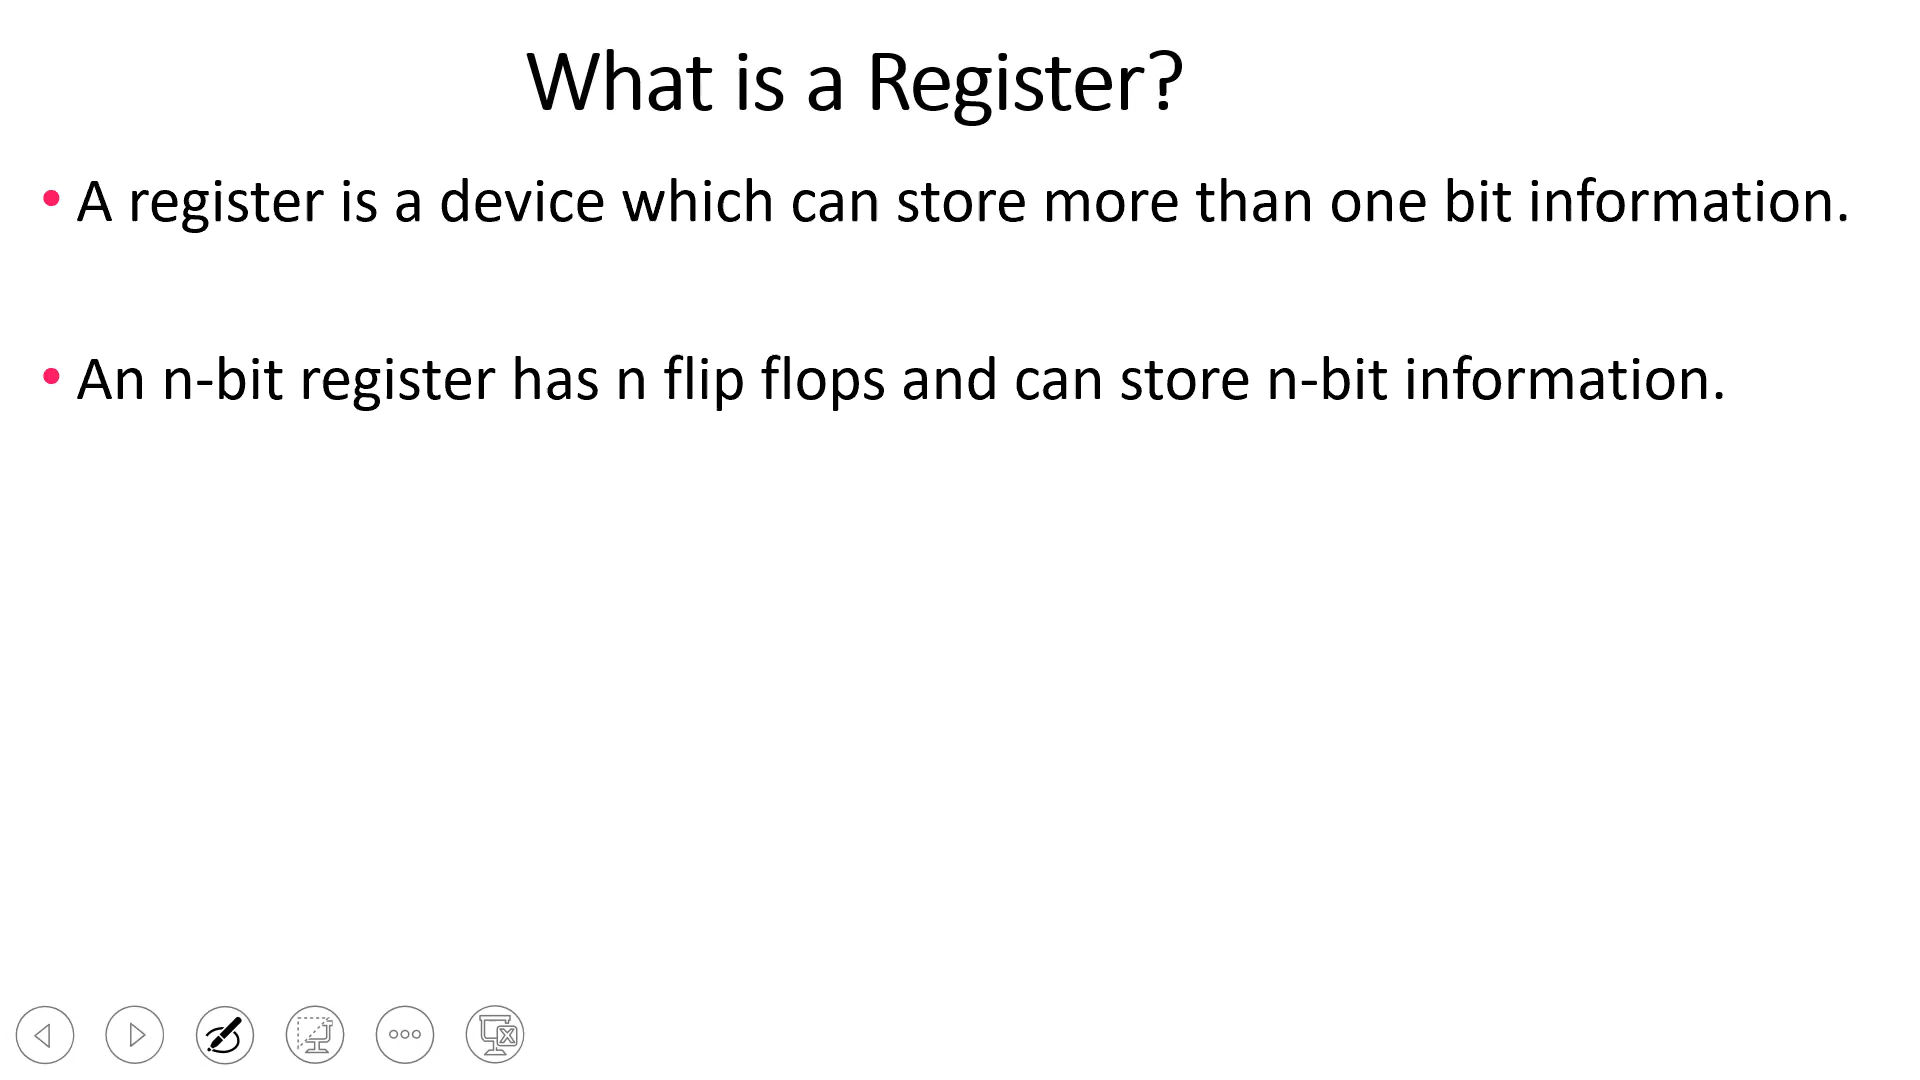 What is a Register?
• A register is a device which can store more than one bit information.
• An n-bit register has n flip flops and can store n-bit information.